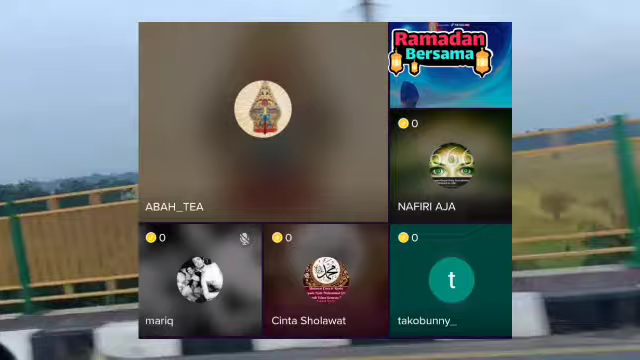 Ramadan
Bersama
ABAH_TEA
0
NAFIRI AJA
0
mariq
0
Cinta Sholawat
0
t
takobunny_